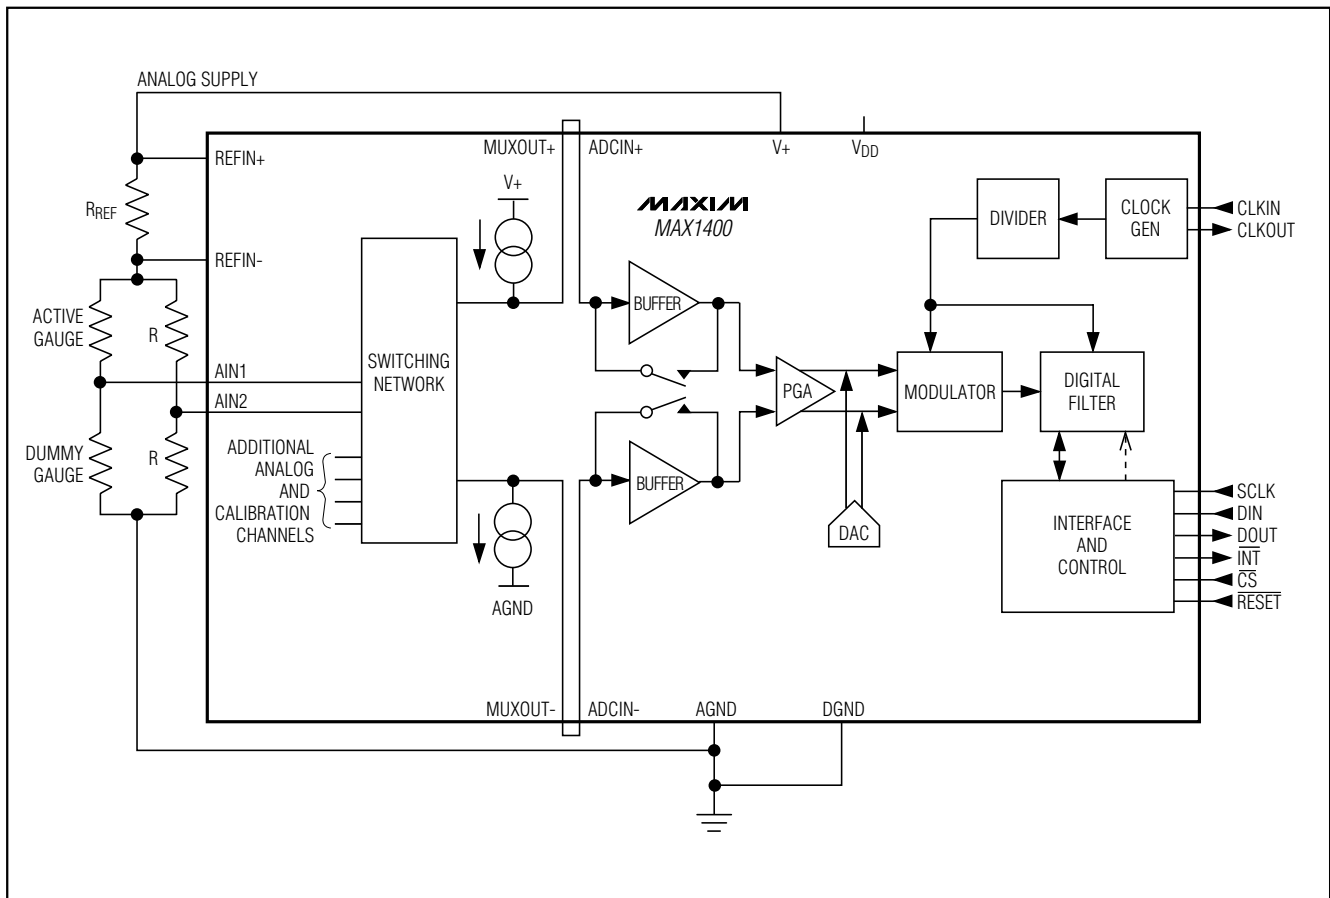 ANALOG SUPPLY
REFIN+
MUXOUT+
ADCIN+
V+
VDD
RREF
V+
MAXIM
MAX1400
DIVIDER
CLOCK
GEN
CLKIN
CLKOUT
REFIN-
BUFFER
ACTIVE
GAUGE
R
SWITCHING
NETWORK
AIN1
AIN2
PGA
MODULATOR
DIGITAL
FILTER
DUMMY
GAUGE
R
ADDITIONAL
ANALOG
AND
CALIBRATION
CHANNELS
BUFFER
DAC
INTERFACE
AND
CONTROL
SCLK
DIN
DOUT
INT
CS
RESET
AGND
MUXOUT-
ADCIN-
AGND
DGND